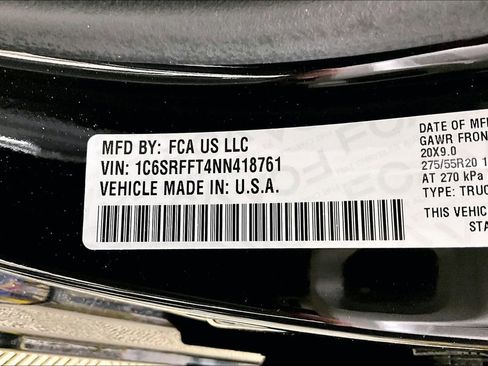 MFD BY: FCA US LLC
VIN: 1C6SRFFT4NN418761
VEHICLE MADE IN: U.S.A.
DATE OF MF
GAWR FRON
20X9.0
275/55R20 1
AT 270 kPa
TYPE: TRUC
THIS VEHIC
STA